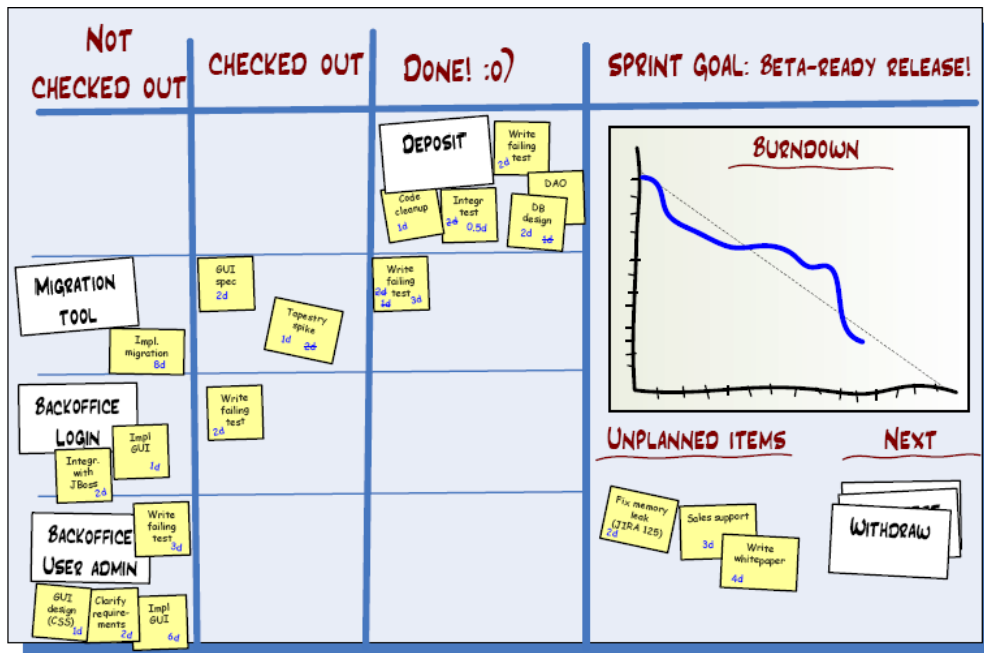 NOT
CHECKED OUT
CHECKED OUT
DONE! :o)
SPRINT GOAL: BETA-READY RELEASE!
DEPOSIT
Write
failing
test
2d
DAO
Code
cleanup
1d
Integr
test
2d 0.5d
DB
design
2d 1d
MIGRATION
TOOL
Impl.
migration
8d
GUI
spec
2d
Tapestry
spike
1d 2d
Write
failing
2d test 3d
1d
BACKOFFICE
LOGIN
Impl
GUI
1d
Integr.
with
JBoss
2d
Write
failing
test
2d
BACKOFFICE
USER ADMIN
Write
failing
test
3d
GUI
design
(CSS)
1d
Clarify
require-
ments
2d
Impl
GUI
6d
BURNDOWN
UNPLANNED ITEMS
NEXT
Fix memory
leak
(JIRA 125)
2d
Sales support
3d
Write
whitepaper
4d
WITHDRAW